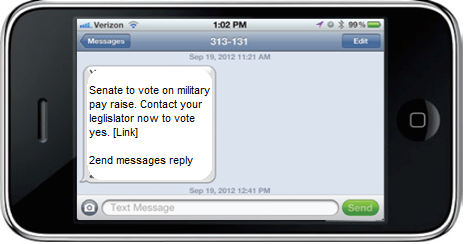 Verizon 1:02 PM 99%
Messages 313-131 Edit
Sep 19, 2012 11:21 AM
Senate to vote on military
pay raise. Contact your
leglislator now to vote
yes. [Link]
2end messages reply
Sep 19, 2012 12:41 PM
Text Message Send